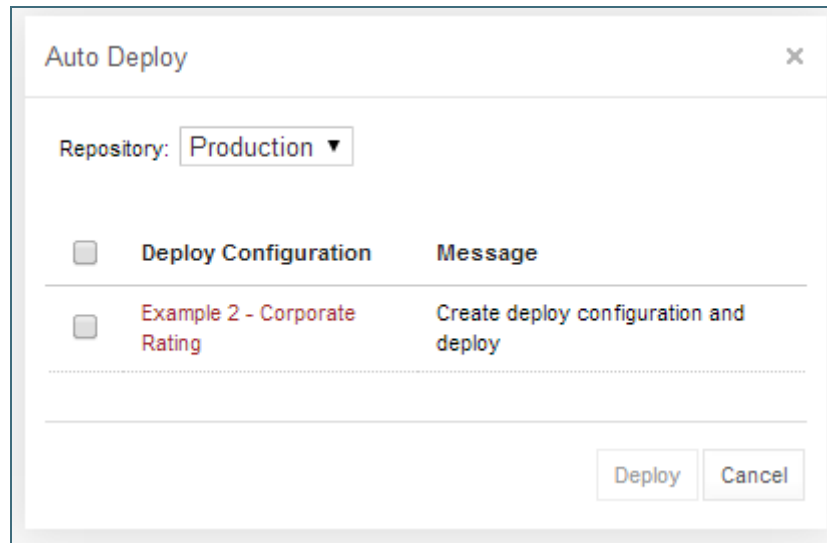 Auto Deploy ×
Repository: Production ▼
Deploy Configuration Message
Example 2 - Corporate Create deploy configuration and
Rating deploy
Deploy Cancel